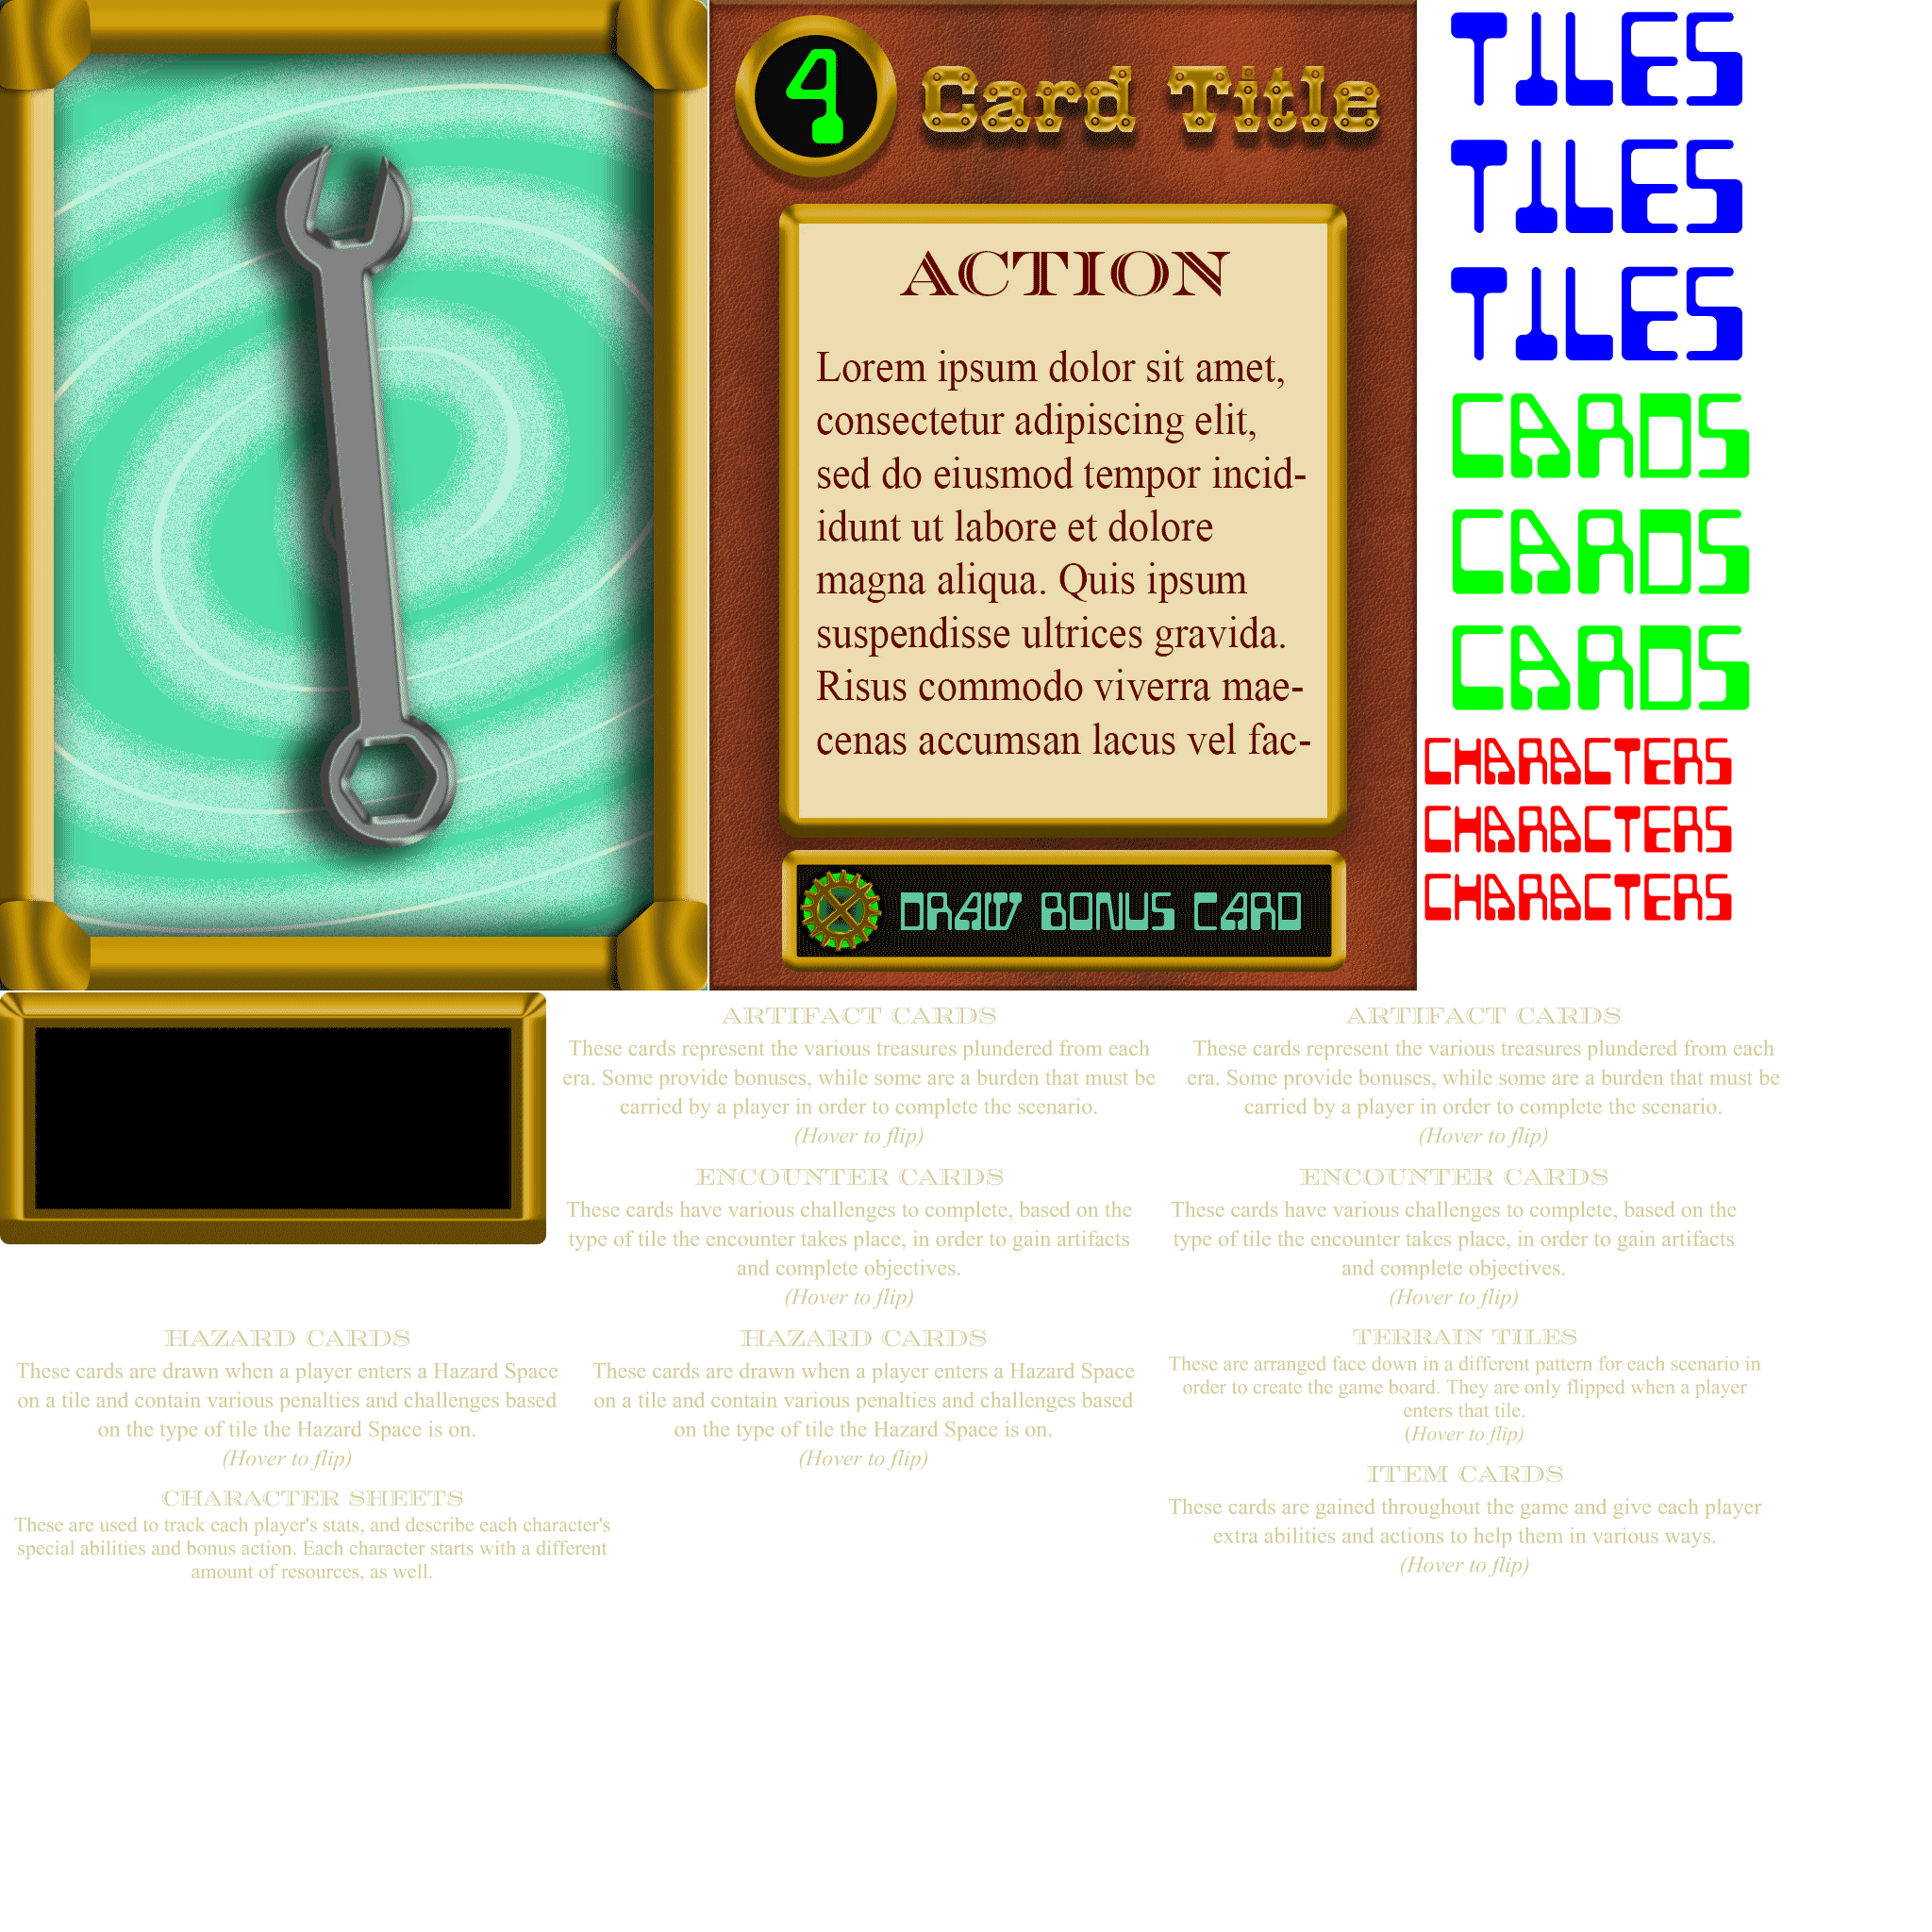 4
Card Title
ACTION
Lorem ipsum dolor sit amet,
consectetur adipiscing elit,
sed do eiusmod tempor incid-
idunt ut labore et dolore
magna aliqua. Quis ipsum
suspendisse ultrices gravida.
Risus commodo viverra mae-
cenas accumsan lacus vel fac-
DRAW BONUS CARD
TILES
TILES
TILES
CARDS
CARDS
CARDS
CHARACTERS
CHARACTERS
CHARACTERS
ARTIFACT CARDS
These cards represent the various treasures plundered from each
era. Some provide bonuses, while some are a burden that must be
carried by a player in order to complete the scenario.
(Hover to flip)
ARTIFACT CARDS
These cards represent the various treasures plundered from each
era. Some provide bonuses, while some are a burden that must be
carried by a player in order to complete the scenario.
(Hover to flip)
ENCOUNTER CARDS
These cards have various challenges to complete, based on the
type of tile the encounter takes place, in order to gain artifacts
and complete objectives.
(Hover to flip)
ENCOUNTER CARDS
These cards have various challenges to complete, based on the
type of tile the encounter takes place, in order to gain artifacts
and complete objectives.
(Hover to flip)
HAZARD CARDS
These cards are drawn when a player enters a Hazard Space
on a tile and contain various penalties and challenges based
on the type of tile the Hazard Space is on.
(Hover to flip)
HAZARD CARDS
These cards are drawn when a player enters a Hazard Space
on a tile and contain various penalties and challenges based
on the type of tile the Hazard Space is on.
(Hover to flip)
TERRAIN TILES
These are arranged face down in a different pattern for each scenario in
order to create the game board. They are only flipped when a player
enters that tile.
(Hover to flip)
CHARACTER SHEETS
These are used to track each player's stats, and describe each character's
special abilities and bonus action. Each character starts with a different
amount of resources, as well.
ITEM CARDS
These cards are gained throughout the game and give each player
extra abilities and actions to help them in various ways.
(Hover to flip)